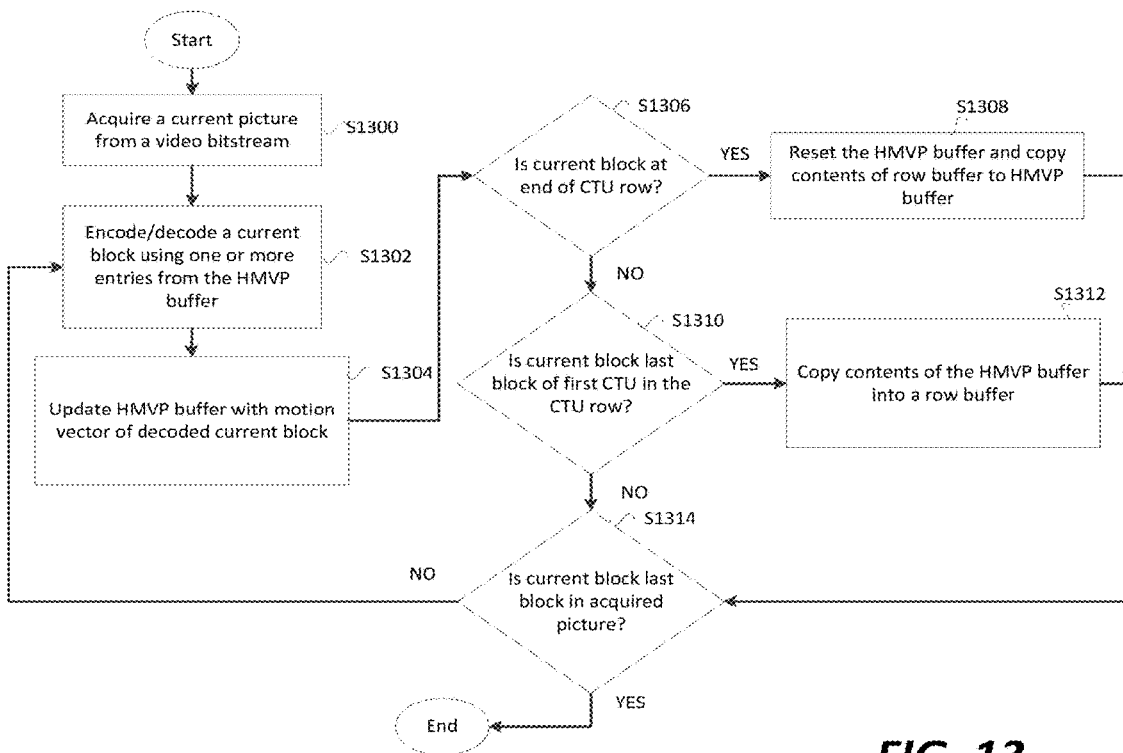 Start
Acquire a current picture
from a video bitstream
S1300
Encode/decode a current
block using one or more
entries from the HMVP
buffer
S1302
S1304
Update HMVP buffer with motion
vector of decoded current block
S1306
Is current block at
end of CTU row?
YES
NO
S1308
Reset the HMVP buffer and copy
contents of row buffer to HMVP
buffer
S1310
Is current block last
block of first CTU in the
CTU row?
YES
NO
S1312
Copy contents of the HMVP buffer
into a row buffer
S1314
Is current block last
block in acquired
picture?
NO
YES
End